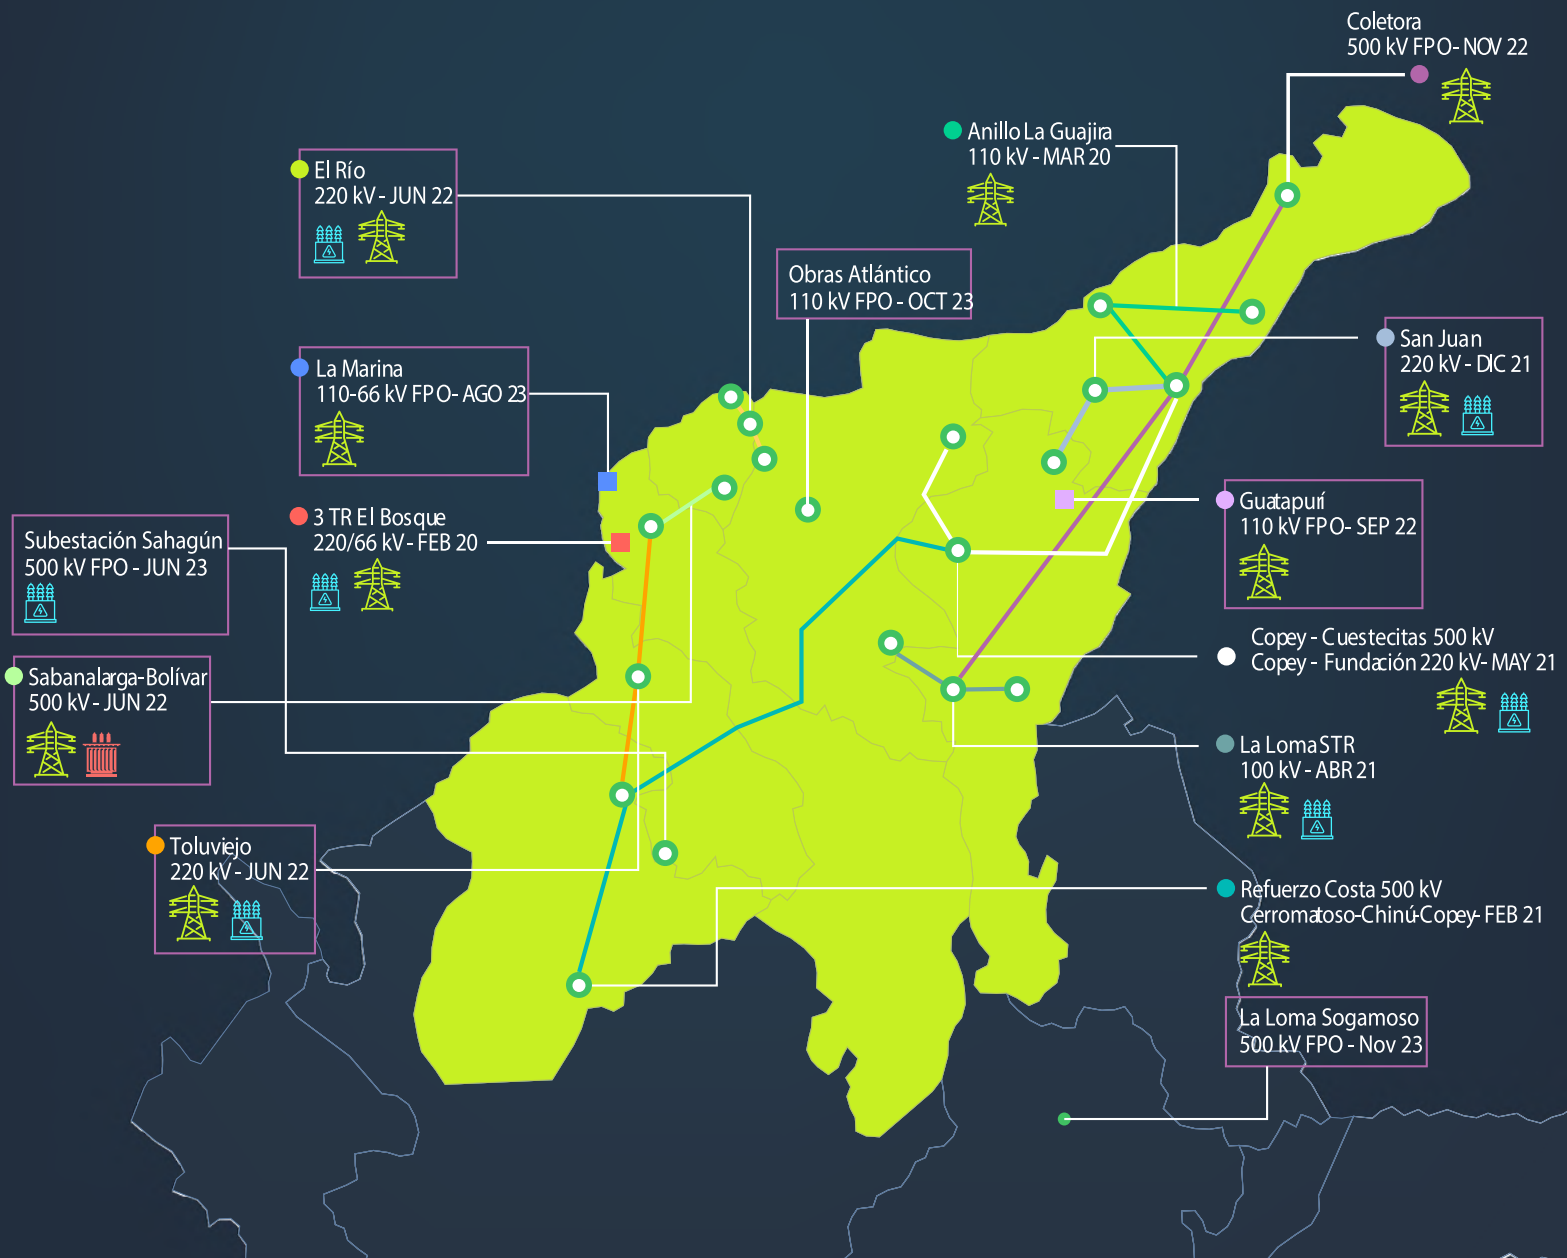 Coletora
500 kV FPO-NOV 22
Anillo La Guajira
110 kV - MAR 20
El Río
220 kV - JUN 22
Obras Atlántico
110 kV FPO - OCT 23
San Juan
220 kV - DIC 21
La Marina
110-66 kV FPO- AGO 23
Guatapurí
110 kV FPO- SEP 22
3 TR El Bosque
220/66 kV - FEB 20
Subestación Sahagún
500 kV FPO - JUN 23
Copey - Cuestecitas 500 kV
Copey - Fundación 220 kV- MAY 21
Sabanalarga-Bolívar
500 kV - JUN 22
La Loma STR
100 kV - ABR 21
Toluviejo
220 kV - JUN 22
Refuerzo Costa 500 kV
Cerromatoso-Chinú-Copey- FEB 21
La Loma Sogamoso
500 kV FPO - Nov 23